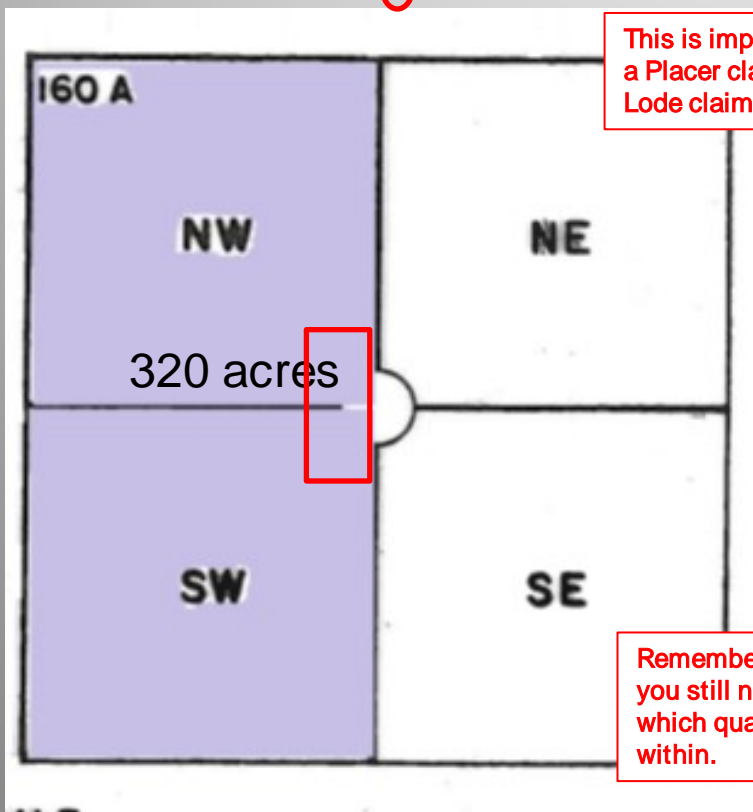 This is imp
a Placer cla
Lode claim
160 A
NW
NE
320 acres
SW
SE
Remembe
you still n
which qua
within.